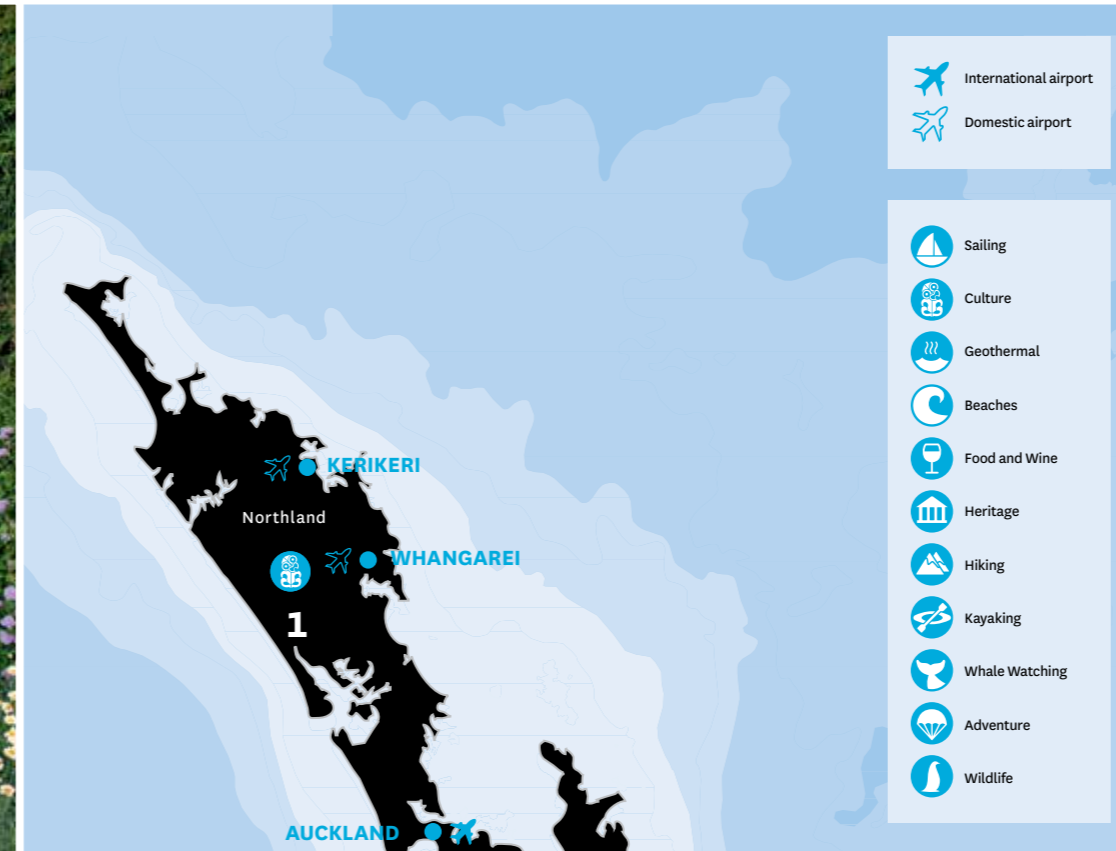 International airport
Domestic airport
Sailing
Culture
Geothermal
Beaches
Food and Wine
Heritage
Hiking
Kayaking
Whale Watching
Adventure
Wildlife
KERIKERI
Northland
WHANGAREI
1
AUCKLAND